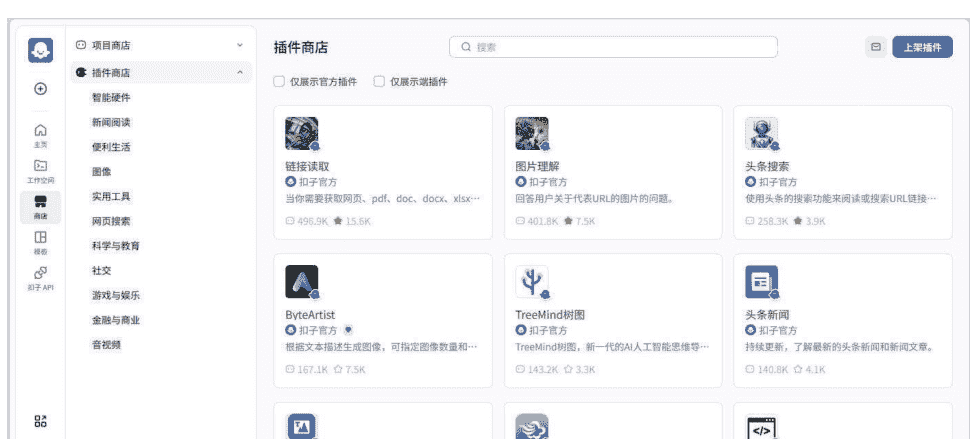 主页
工作空间
商店
模板
扣子 API
项目商店
插件商店
智能硬件
新闻阅读
便利生活
图像
实用工具
网页搜索
科学与教育
社交
游戏与娱乐
金融与商业
音视频
插件商店
搜索
上架插件
仅展示官方插件
仅展示端插件
链接读取
扣子官方
当你需要获取网页、pdf、doc、docx、xlsx…
496.9K 15.6K
图片理解
扣子官方
回答用户关于代表URL的图片的问题。
401.8K 7.5K
头条搜索
扣子官方
使用头条的搜索功能来阅读或搜索URL链接…
258.3K 3.9K
ByteArtist
扣子官方
根据文本描述生成图像，可指定图像数量和…
167.1K 7.5K
TreeMind树图
扣子官方
TreeMind树图，新一代的AI人工智能思维导…
143.2K 3.3K
头条新闻
扣子官方
持续更新，了解最新的头条新闻和新闻文章。
140.8K 4.1K